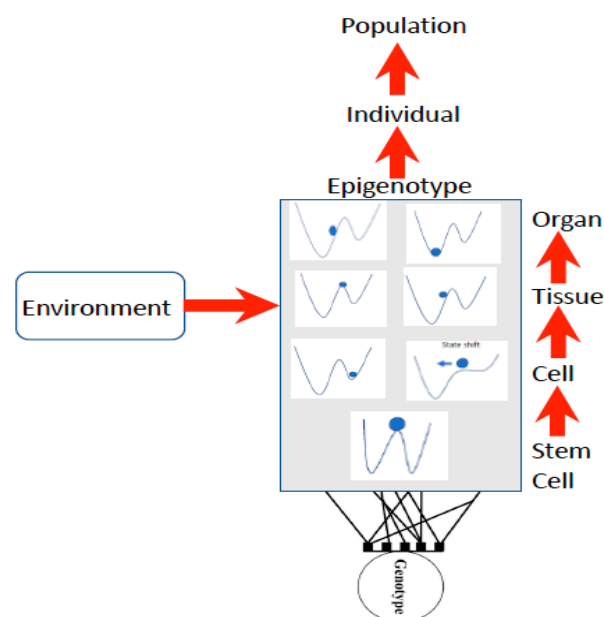 Population
Individual
Epigenotype
Organ
Environment
Tissue
State shift
Cell
Stem
Cell
Genotype